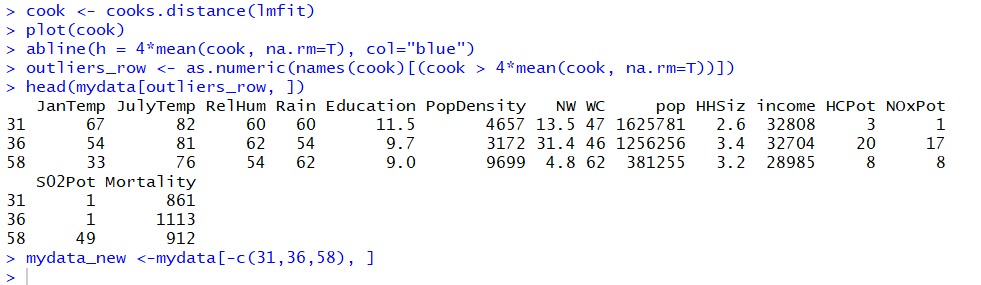 > cook <- cooks.distance(lmfit)
> plot(cook)
> abline(h = 4*mean(cook, na.rm=T), col="blue")
> outliers_row <- as.numeric(names(cook)[(cook > 4*mean(cook, na.rm=T))])
> head(mydata[outliers_row, ])
JanTemp JulyTemp RelHum Rain Education PopDensity NW WC pop HHSiz income HCPot NOxPot
31 67 82 60 60 11.5 4657 13.5 47 1625781 2.6 32808 3 1
36 54 81 62 54 9.7 3172 31.4 46 1256256 3.4 32704 20 17
58 33 76 54 62 9.0 9699 4.8 62 381255 3.2 28985 8 8
SO2Pot Mortality
31 1 861
36 1 1113
58 49 912
> mydata_new <-mydata[-c(31,36,58), ]
>